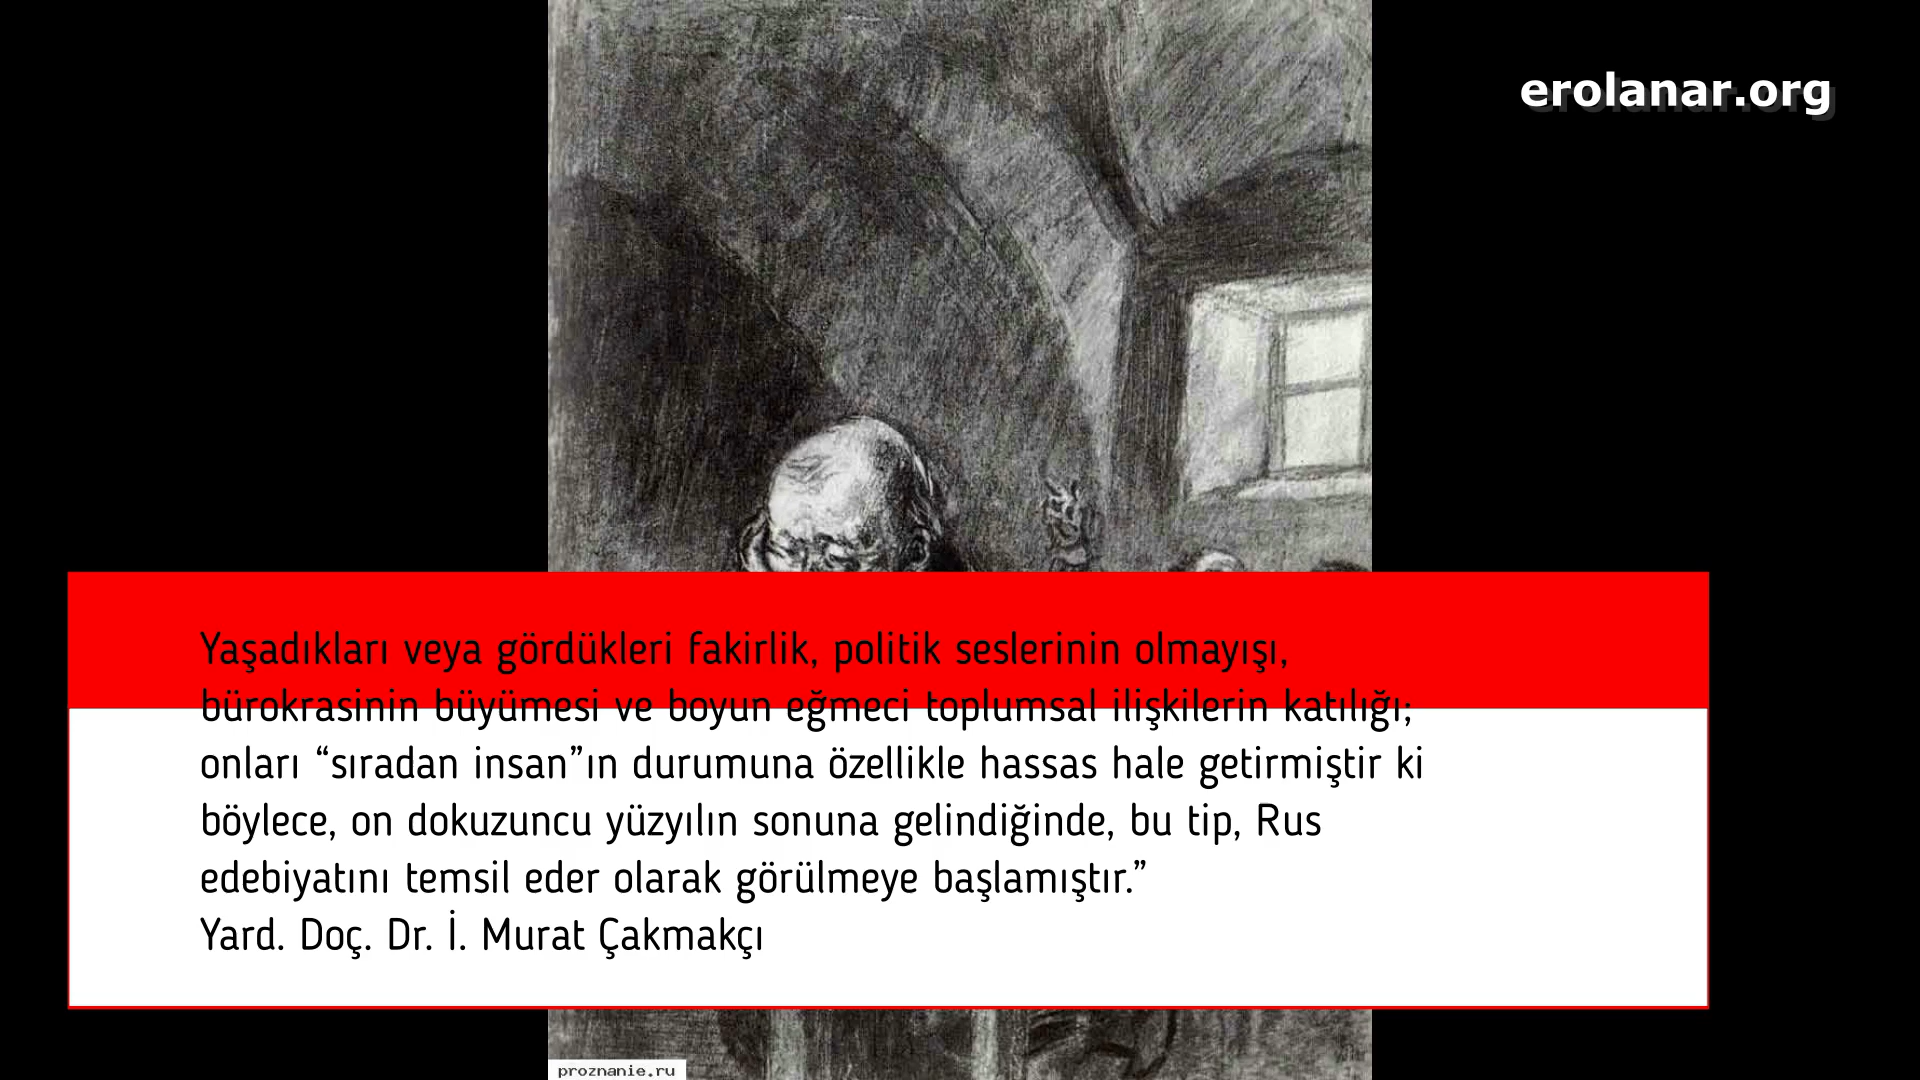 erolanar.org
Yaşadıkları veya gördükleri fakirlik, politik seslerinin olmayışı,
bürokrasinin büyümesi ve boyun eğmeci toplumsal ilişkilerin katılığı;
onları “sıradan insan”ın durumuna özellikle hassas hale getirmiştir ki
böylece, on dokuzuncu yüzyılın sonuna gelindiğinde, bu tip, Rus
edebiyatını temsil eder olarak görülmeye başlamıştır.”
Yard. Doç. Dr. İ. Murat Çakmakçı
proznanie.ru